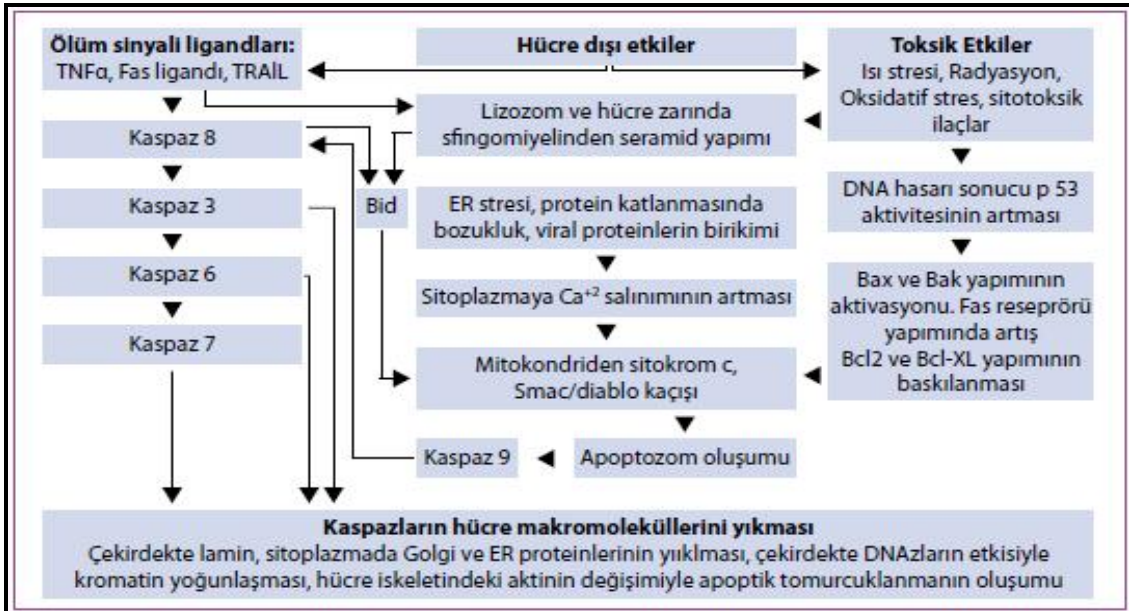 Ölüm sinyali ligandları:
TNFα, Fas ligandı, TRAİL
Kaspaz 8
Kaspaz 3
Kaspaz 6
Kaspaz 7
Bid
Hücre dışı etkiler
Lizozom ve hücre zarında
sfingomiyelinden seramid yapımı
ER stresi, protein katlanmasında
bozukluk, viral proteinlerin birikimi
Sitoplazmaya Ca⁺² salınımının artması
Mitokondriden sitokrom c,
Smac/diablo kaçışı
Kaspaz 9
Apoptozom oluşumu
Toksik Etkiler
Isı stresi, Radyasyon,
Oksidatif stres, sitotoksik
ilaçlar
DNA hasarı sonucu p 53
aktivitesinin artması
Bax ve Bak yapımının
aktivasyonu. Fas reseprörü
yapımında artış
Bcl2 ve Bcl-XL yapımının
baskılanması
Kaspazların hücre makromoleküllerini yıkması
Çekirdekte lamin, sitoplazmada Golgi ve ER proteinlerinin yııklması, çekirdekte DNAzların etkisiyle
kromatin yoğunlaşması, hücre iskeletindeki aktinin değişimiyle apoptik tomurcuklanmanın oluşumu